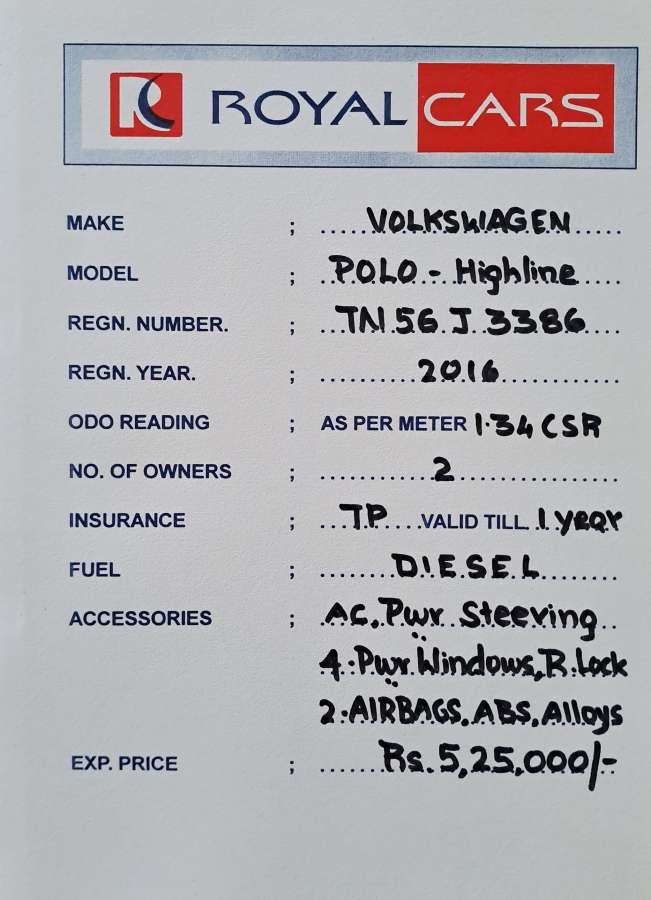 ROYAL CARS
MAKE ; VOLKSWAGEN
MODEL ; POLO - Highline
REGN. NUMBER. ; TN 56 J 3386
REGN. YEAR. ; 2016
ODO READING ; AS PER METER 1.34 CSR
NO. OF OWNERS ; 2
INSURANCE ; TP VALID TILL 1 year
FUEL ; DIESEL
ACCESSORIES ; AC, Pwr Steering
4 Pwr Windows, R. Lock
2 AIRBAGS, ABS, Alloys
EXP. PRICE ; Rs. 5,25,000/-